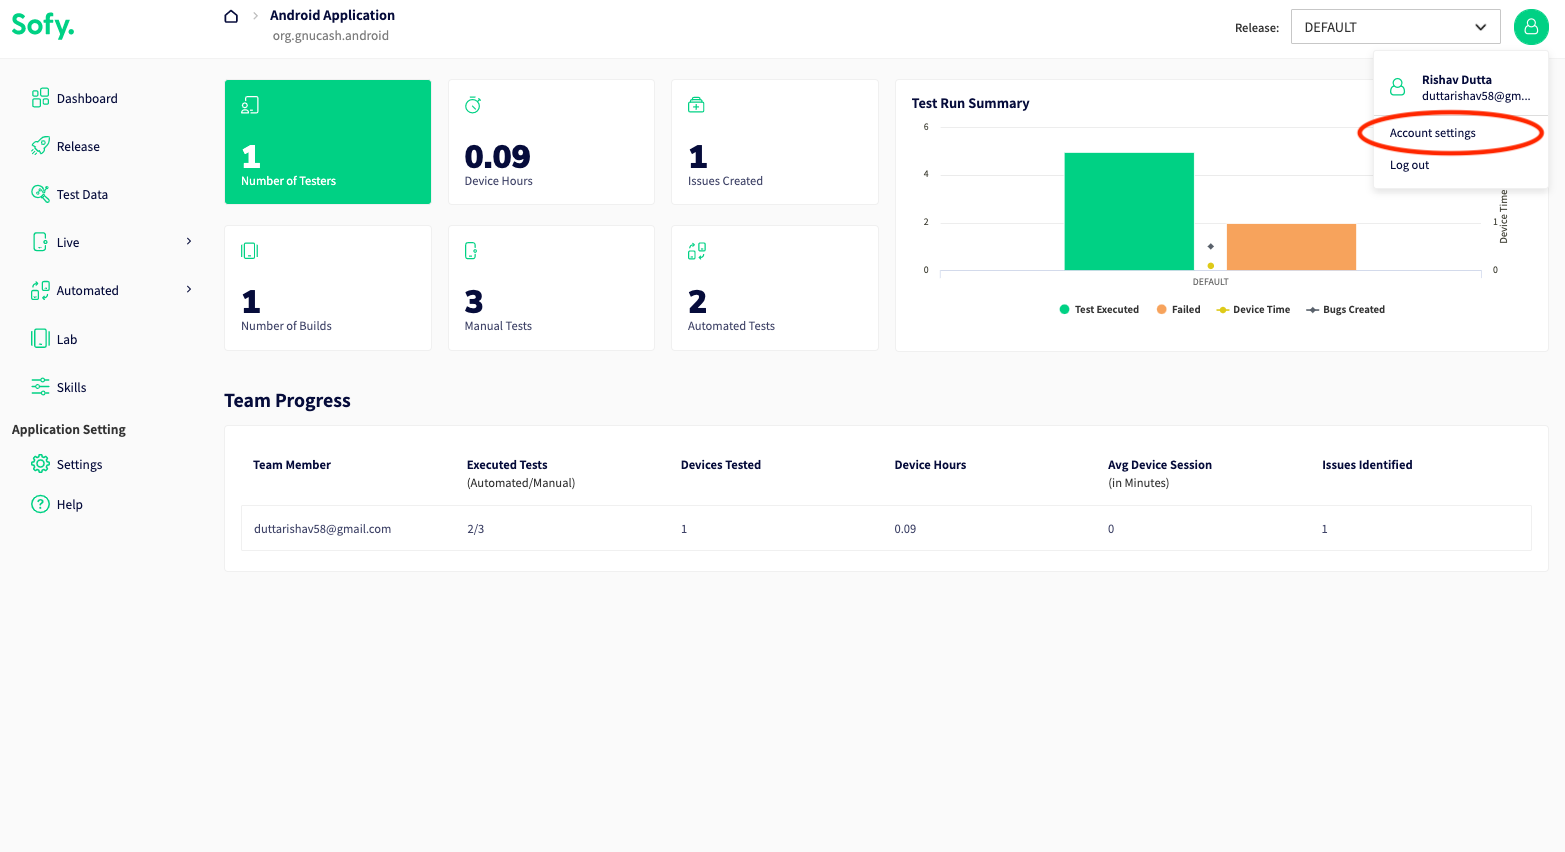 Sofy.
Android Application
org.gnucash.android
Release:
DEFAULT
Rishav Dutta
duttarishav58@gm...
Account settings
Log out
Dashboard
Release
Test Data
Live
Automated
Lab
Skills
Application Setting
Settings
Help
1
Number of Testers
0.09
Device Hours
1
Issues Created
1
Number of Builds
3
Manual Tests
2
Automated Tests
Test Run Summary
6
4
2
0
1
0
Device Time
DEFAULT
Test Executed
Failed
Device Time
Bugs Created
Team Progress
Team Member
Executed Tests
(Automated/Manual)
Devices Tested
Device Hours
Avg Device Session
(in Minutes)
Issues Identified
duttarishav58@gmail.com
2/3
1
0.09
0
1